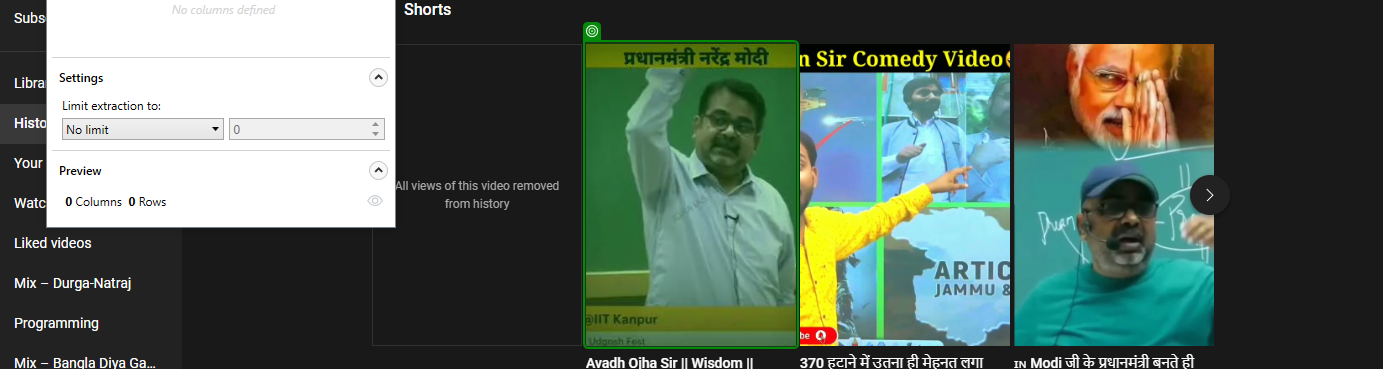 Subs
Libra
Histo
Your
Watc
Liked videos
Mix – Durga-Natraj
Programming
Mix – Bangla Diya Ga...
No columns defined
Settings
Limit extraction to:
No limit
0
Preview
0 Columns 0 Rows
Shorts
All views of this video removed
from history
प्रधानमंत्री नरेंद्र मोदी
@IIT Kanpur
Udgosh Fest
Avadh Ojha Sir || Wisdom ||
n Sir Comedy Video
ARTIC
JAMMU &
be
370 हटाने में उतना ही मेहनत लगा
IN Modi जी के प्रधानमंत्री बनते ही